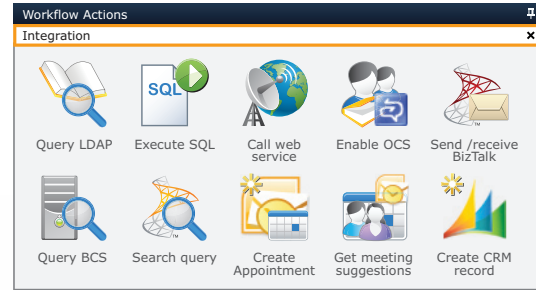 Workflow Actions
Integration
SQL
Query LDAP
Execute SQL
Call web
service
Enable OCS
Send /receive
BizTalk
Query BCS
Search query
Create
Appointment
Get meeting
suggestions
Create CRM
record